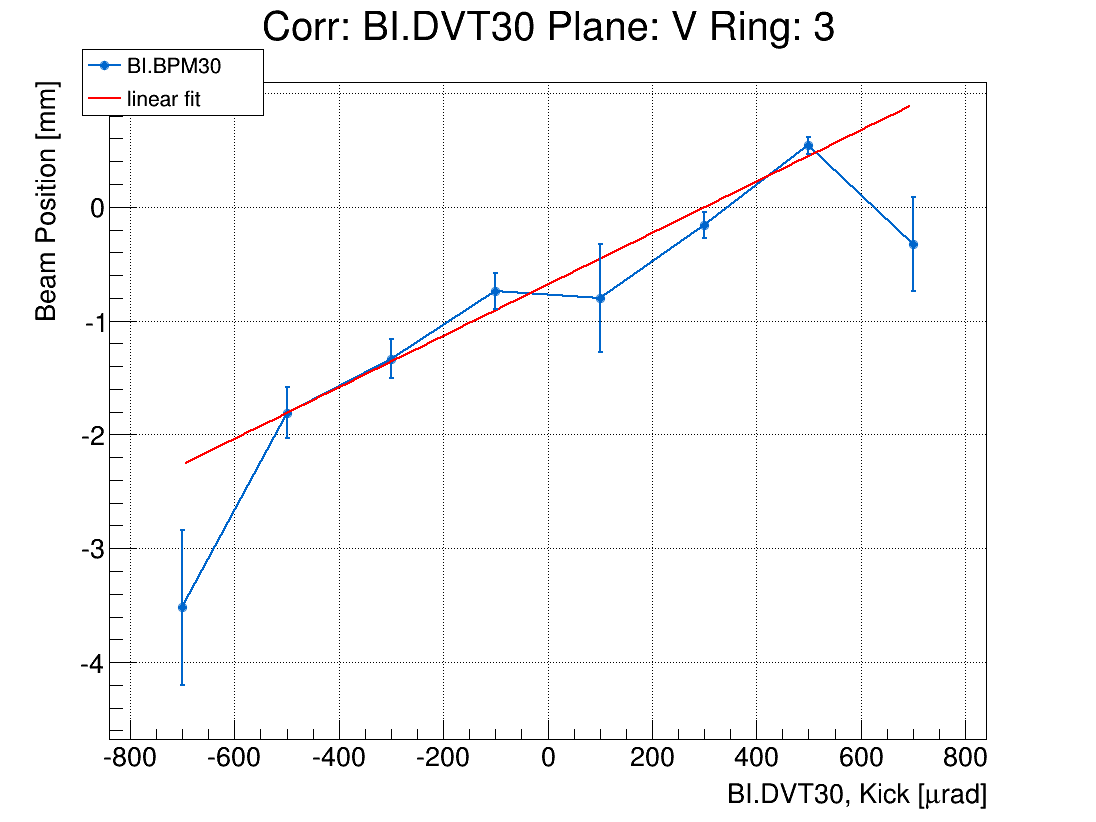 Corr: BI.DVT30 Plane: V Ring: 3
BI.BPM30
linear fit
Beam Position [mm]
0
-1
-2
-3
-4
-800 -600 -400 -200 0 200 400 600 800
BI.DVT30, Kick [μrad]